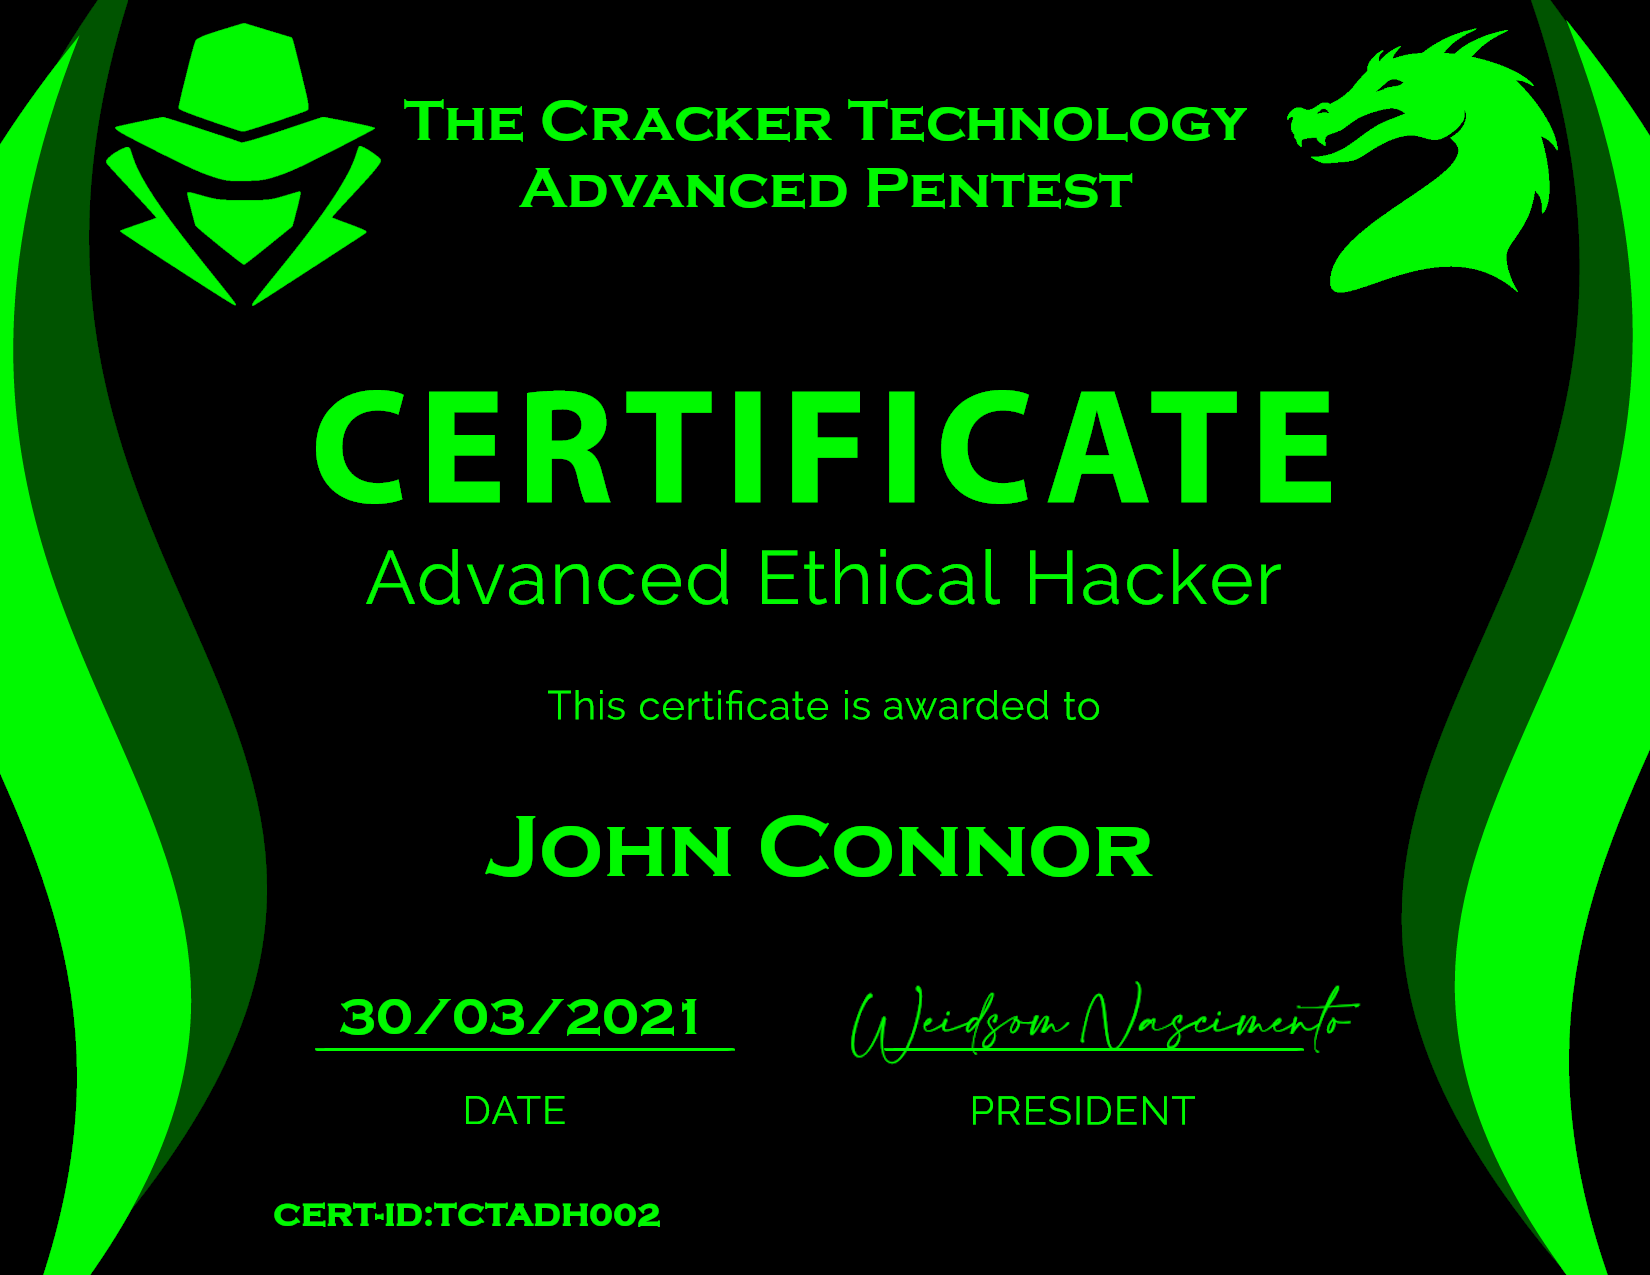 The Cracker Technology
Advanced Pentest
CERTIFICATE
Advanced Ethical Hacker
This certificate is awarded to
John Connor
30/03/2021
Weidsom Nascimento
DATE
PRESIDENT
CERT-ID:TCTADH002